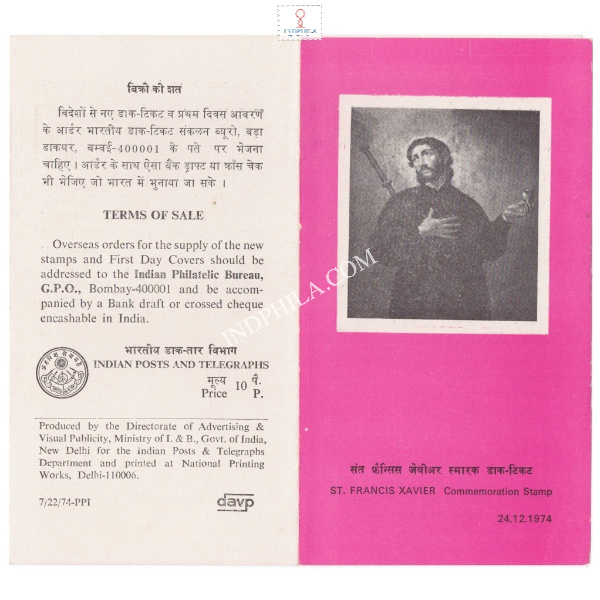 INDPHILA
बिक्री की शर्त
विदेशों से नए डाक-टिकट व प्रथम दिवस आवरण
के आर्डर भारतीय डाक-टिकट संकलन ब्यूरो, बड़ा
डाकघर, बम्बई-400001 के पते पर भेजना
चाहिए । आर्डर के साथ ऐसा बैंक ड्राफ्ट या क्रॉस चेक
भी भेजिए जो भारत में भुनाया जा सके ।
TERMS OF SALE
Overseas orders for the supply of the new
stamps and First Day Covers should be
addressed to the Indian Philatelic Bureau,
G.P.O., Bombay-400001 and be accom-
panied by a Bank draft or crossed cheque
encashable in India.
भारतीय डाक-तार विभाग
INDIAN POSTS AND TELEGRAPHS
मूल्य 10 पै.
Price P.
Produced by the Directorate of Advertising &
Visual Publicity, Ministry of I. & B., Govt. of India,
New Delhi for the Indian Posts & Telegraphs
Department and printed at National Printing
Works, Delhi-110006.
7/22/74-PPI
davp
INDPHILA.COM
संत फ्रैन्सिस जेवीअर स्मारक डाक-टिकट
ST. FRANCIS XAVIER Commemoration Stamp
24.12.1974